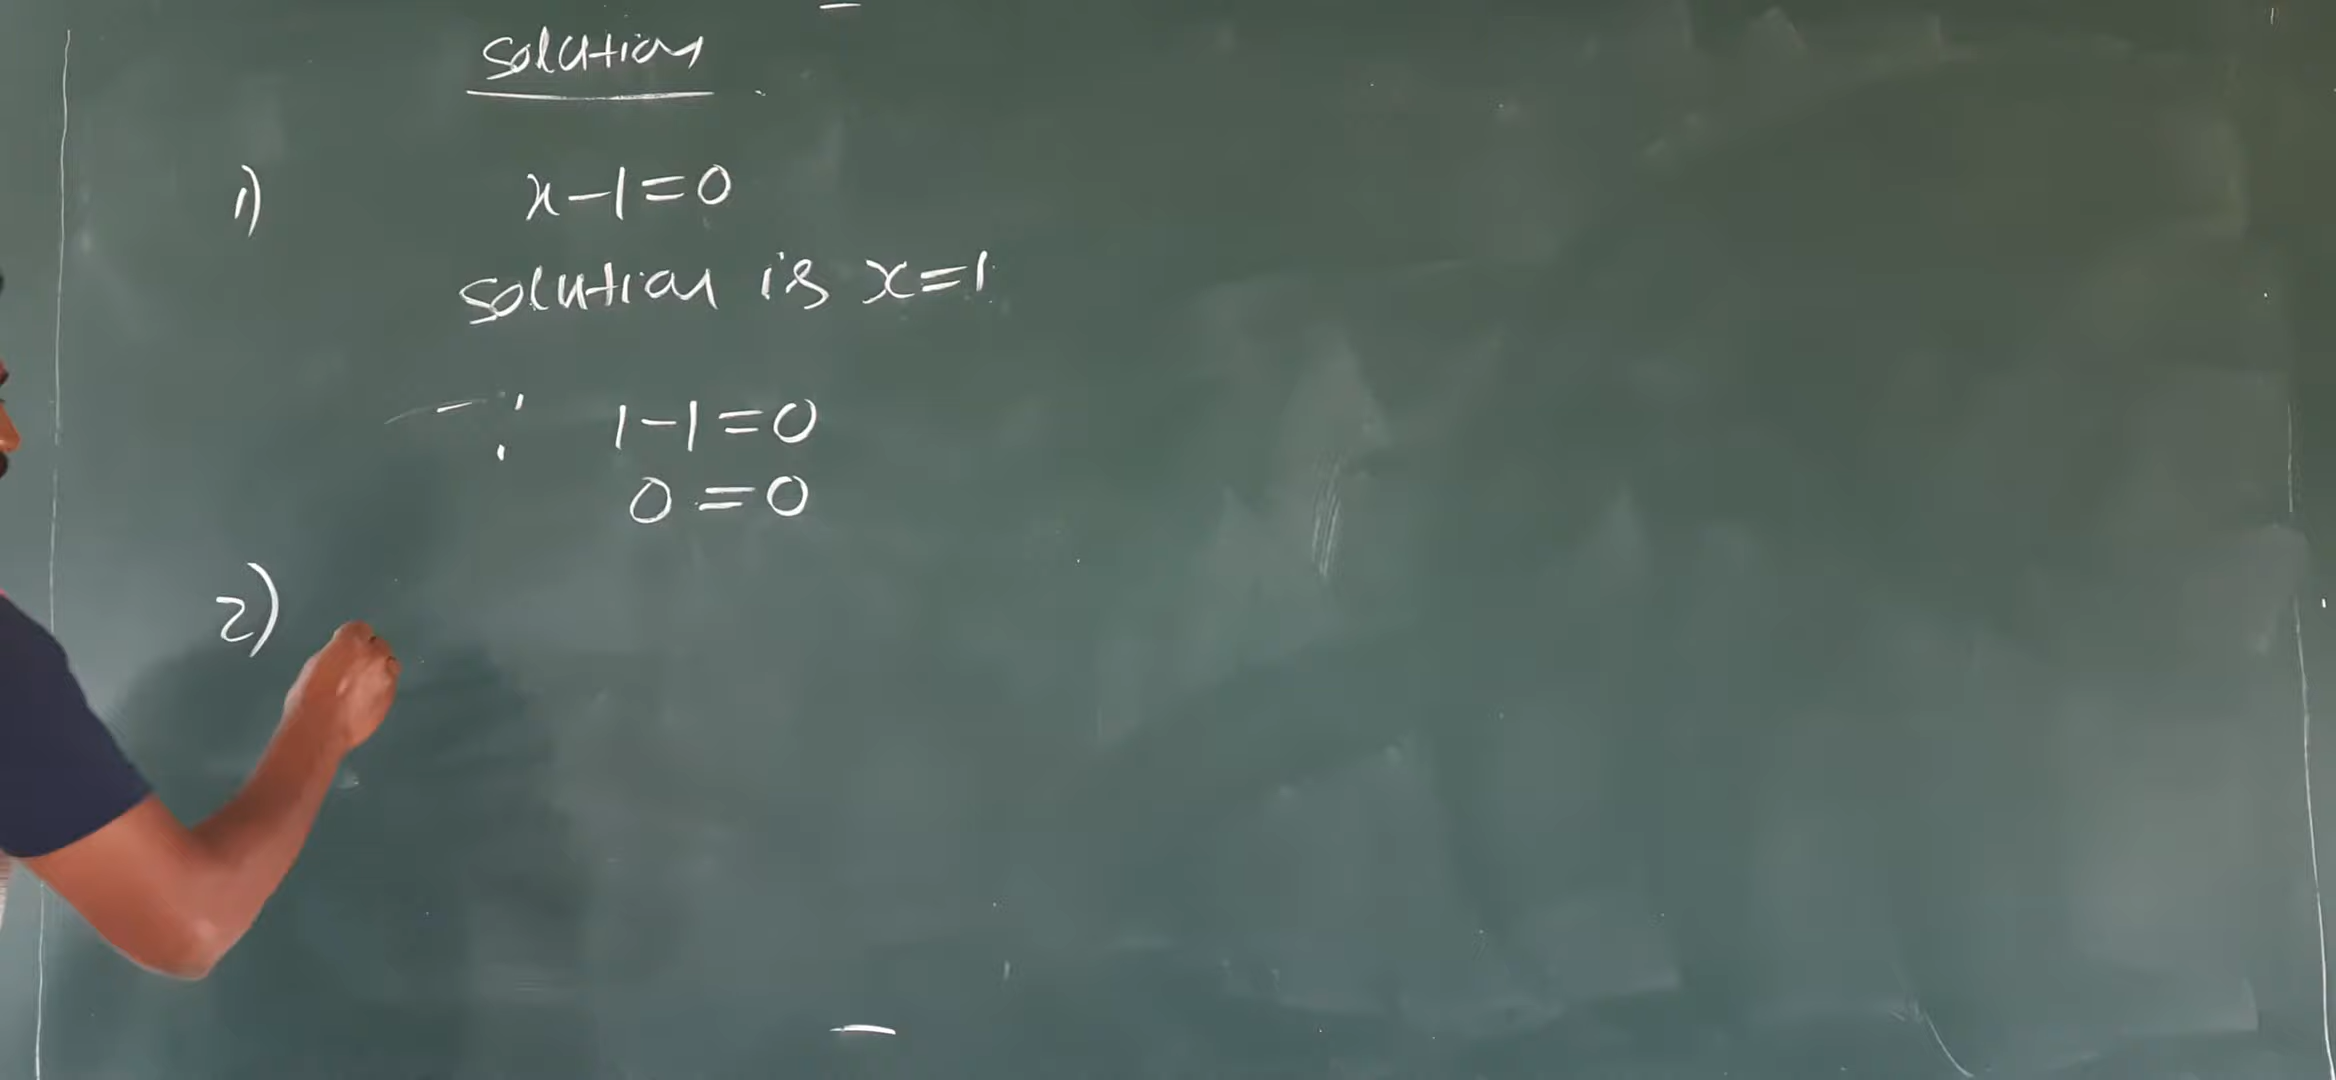 Solution
1) x-1=0
solution is x=1
∵ 1-1=0
0=0
2)